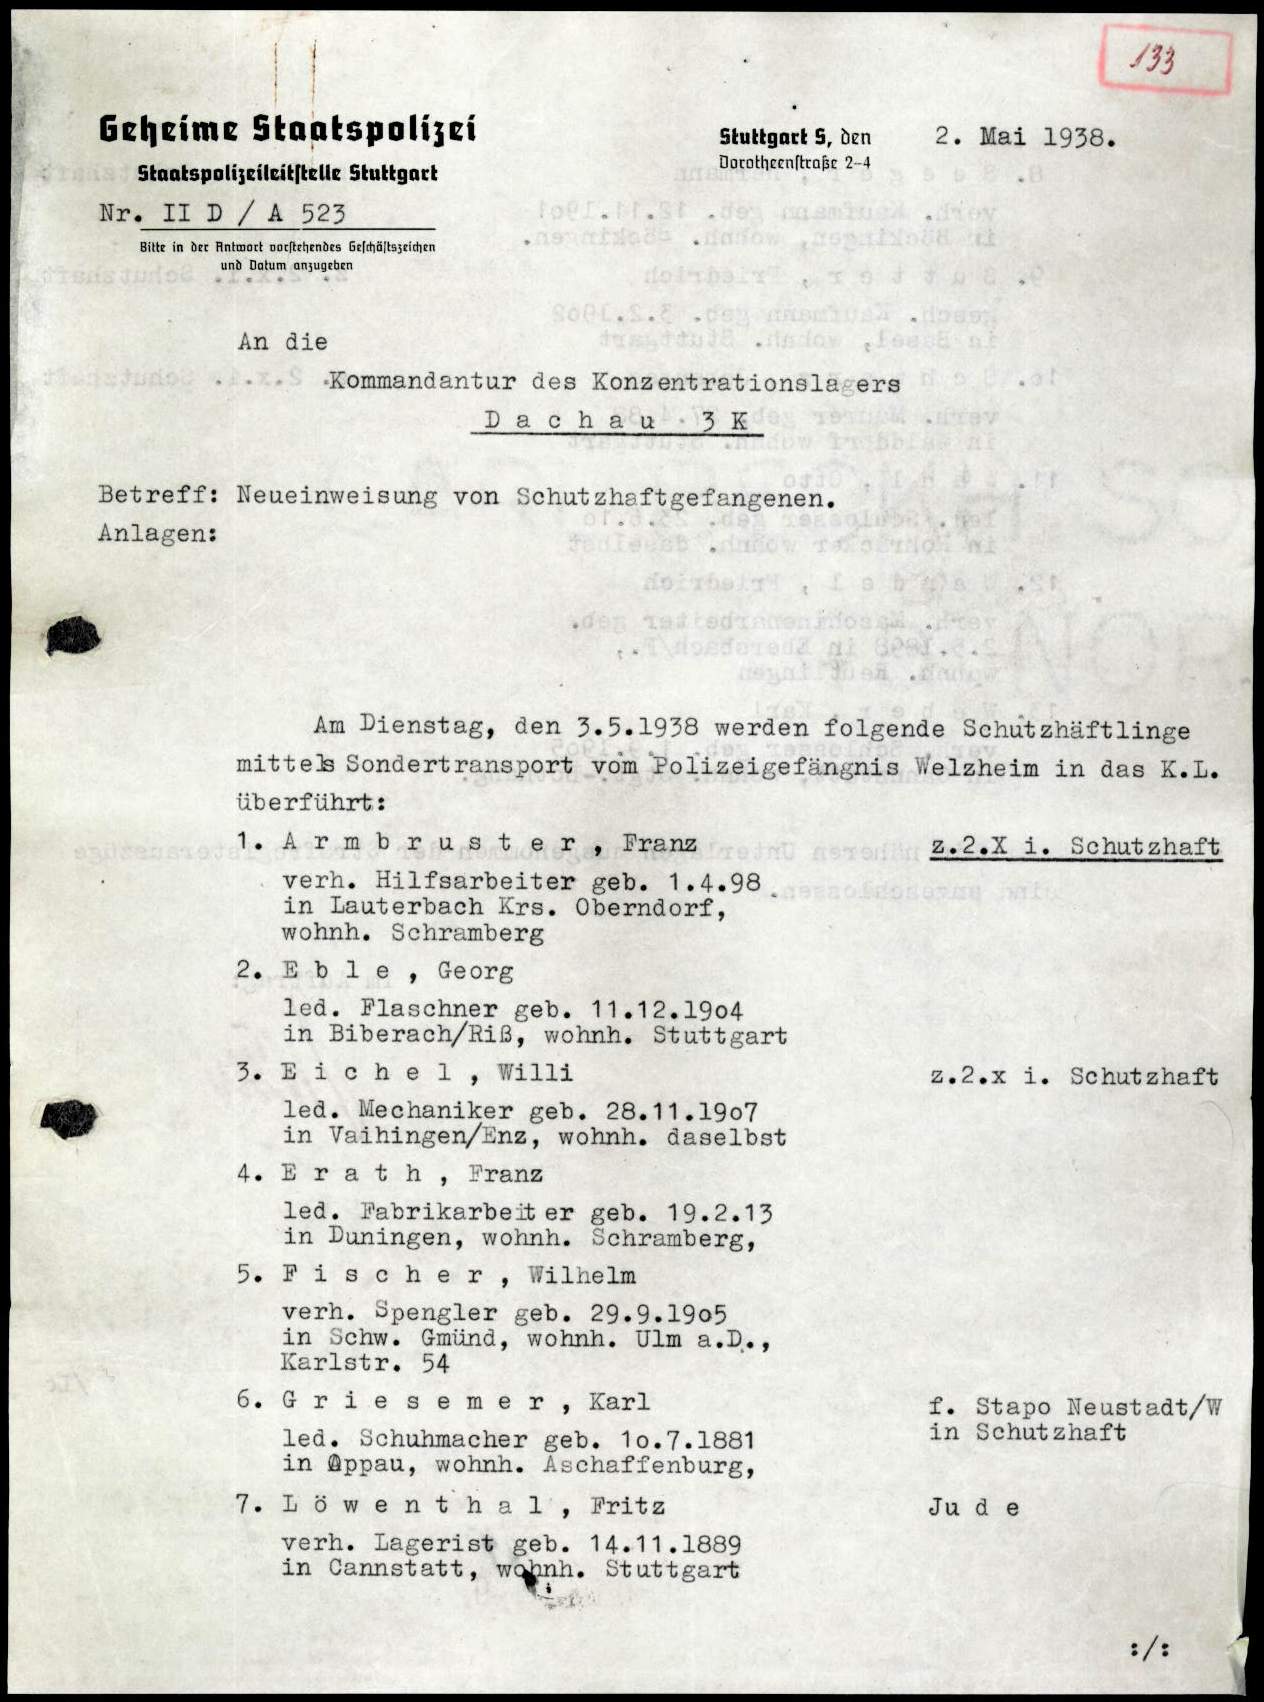 133
Geheime Staatspolizei
Staatspolizeileitstelle Stuttgart
Nr. II D / A 523
Bitte in der Antwort vorstehendes Geschäftszeichen
und Datum anzugeben
Stuttgart S, den 2. Mai 1938.
Dorotheenstraße 2-4
An die
Kommandantur des Konzentrationslagers
D a c h a u 3 K
Betreff: Neueinweisung von Schutzhaftgefangenen.
Anlagen:
Am Dienstag, den 3.5.1938 werden folgende Schutzhäftlinge
mittels Sondertransport vom Polizeigefängnis Welzheim in das K.L.
überführt:
1. A r m b r u s t e r , Franz z.2.X i. Schutzhaft
verh. Hilfsarbeiter geb. 1.4.98
in Lauterbach Krs. Oberndorf,
wohnh. Schramberg
2. E b l e , Georg
led. Flaschner geb. 11.12.19o4
in Biberach/Riß, wohnh. Stuttgart
3. E i c h e l , Willi z.2.x i. Schutzhaft
led. Mechaniker geb. 28.11.19o7
in Vaihingen/Enz, wohnh. daselbst
4. E r a t h , Franz
led. Fabrikarbeiter geb. 19.2.13
in Duningen, wohnh. Schramberg,
5. F i s c h e r , Wilhelm
verh. Spengler geb. 29.9.19o5
in Schw. Gmünd, wohnh. Ulm a.D.,
Karlstr. 54
6. G r i e s e m e r , Karl f. Stapo Neustadt/W
in Schutzhaft
led. Schuhmacher geb. 1o.7.1881
in Oppau, wohnh. Aschaffenburg,
7. L ö w e n t h a l , Fritz Ju d e
verh. Lagerist geb. 14.11.1889
in Cannstatt, wohnh. Stuttgart
:/: